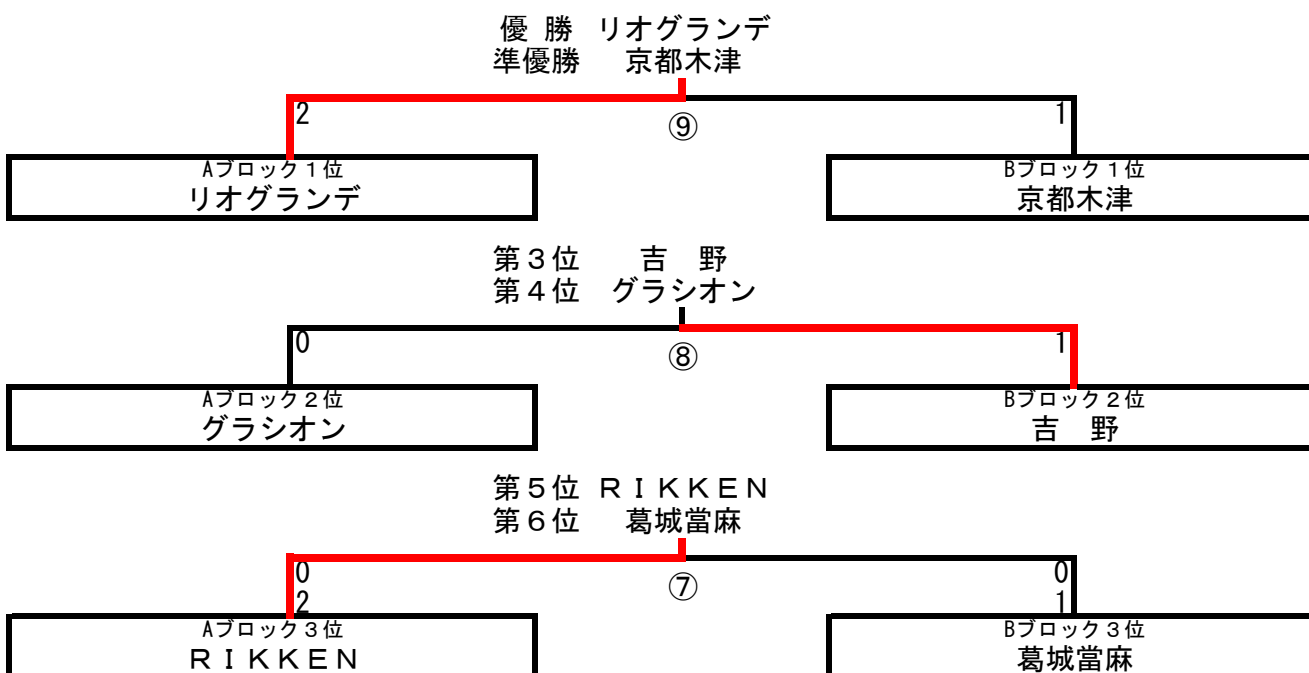 優 勝 リオグランデ
準優勝 京都木津
2 1
⑨
Aブロック１位 Bブロック１位
リオグランデ 京都木津
第３位 吉 野
第４位 グラシオン
0 1
⑧
Aブロック２位 Bブロック２位
グラシオン 吉 野
第５位 ＲＩＫＫＥＮ
第６位 葛城當麻
0 0
⑦
2 1
Aブロック３位 Bブロック３位
ＲＩＫＫＥＮ 葛城當麻